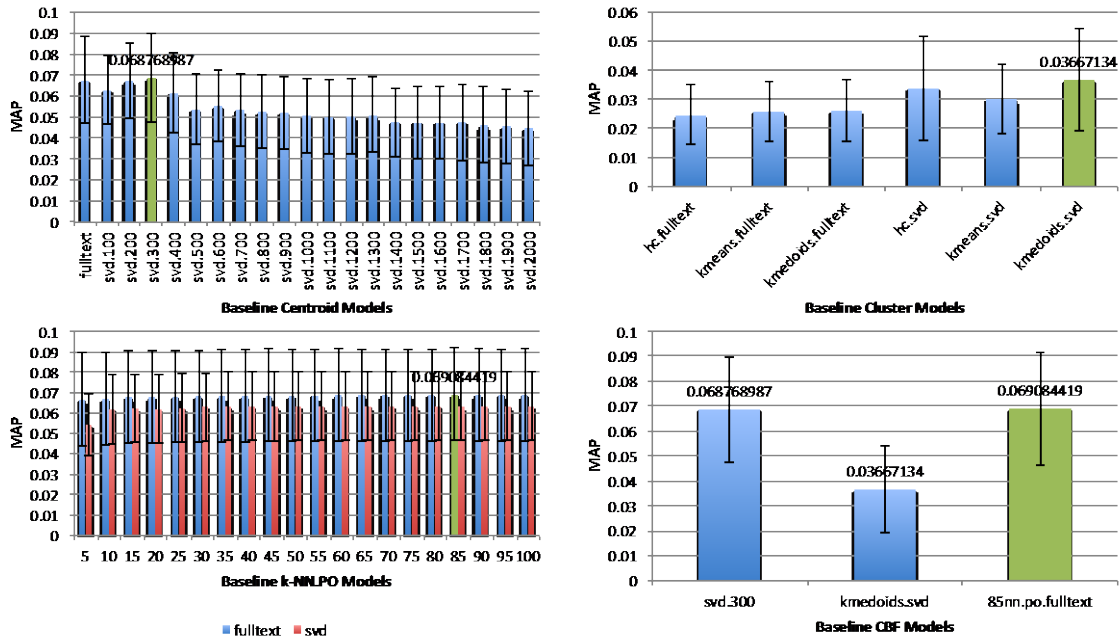 0.1
0.09
0.08
0.07
0.06
0.05
0.04
0.03
0.02
0.01
0
MAP
0.068768987
fulltext
svd.100
svd.200
svd.300
svd.400
svd.500
svd.600
svd.700
svd.800
svd.900
svd.1000
svd.1100
svd.1200
svd.1300
svd.1400
svd.1500
svd.1600
svd.1700
svd.1800
svd.1900
svd.2000
Baseline Centroid Models
0.06
0.05
0.04
0.03
0.02
0.01
0
MAP
0.03667134
hc.fulltext
kmeans.fulltext
kmedoids.fulltext
hc.svd
kmeans.svd
kmedoids.svd
Baseline Cluster Models
0.1
0.09
0.08
0.07
0.06
0.05
0.04
0.03
0.02
0.01
0
MAP
0.069084419
5 10 15 20 25 30 35 40 45 50 55 60 65 70 75 80 85 90 95 100
Baseline k-NN.PO Models
fulltext svd
0.1
0.09
0.08
0.07
0.06
0.05
0.04
0.03
0.02
0.01
0
MAP
0.068768987
0.03667134
0.069084419
svd.300 kmedoids.svd 85nn.po.fulltext
Baseline CBF Models